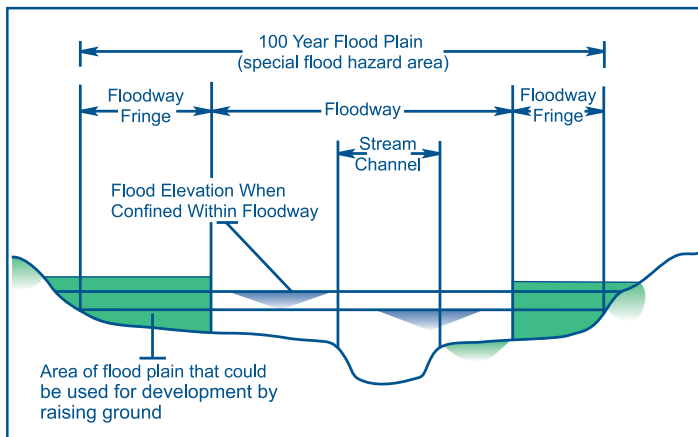 100 Year Flood Plain
(special flood hazard area)
Floodway
Fringe
Floodway
Floodway
Fringe
Stream
Channel
Flood Elevation When
Confined Within Floodway
Area of flood plain that could
be used for development by
raising ground